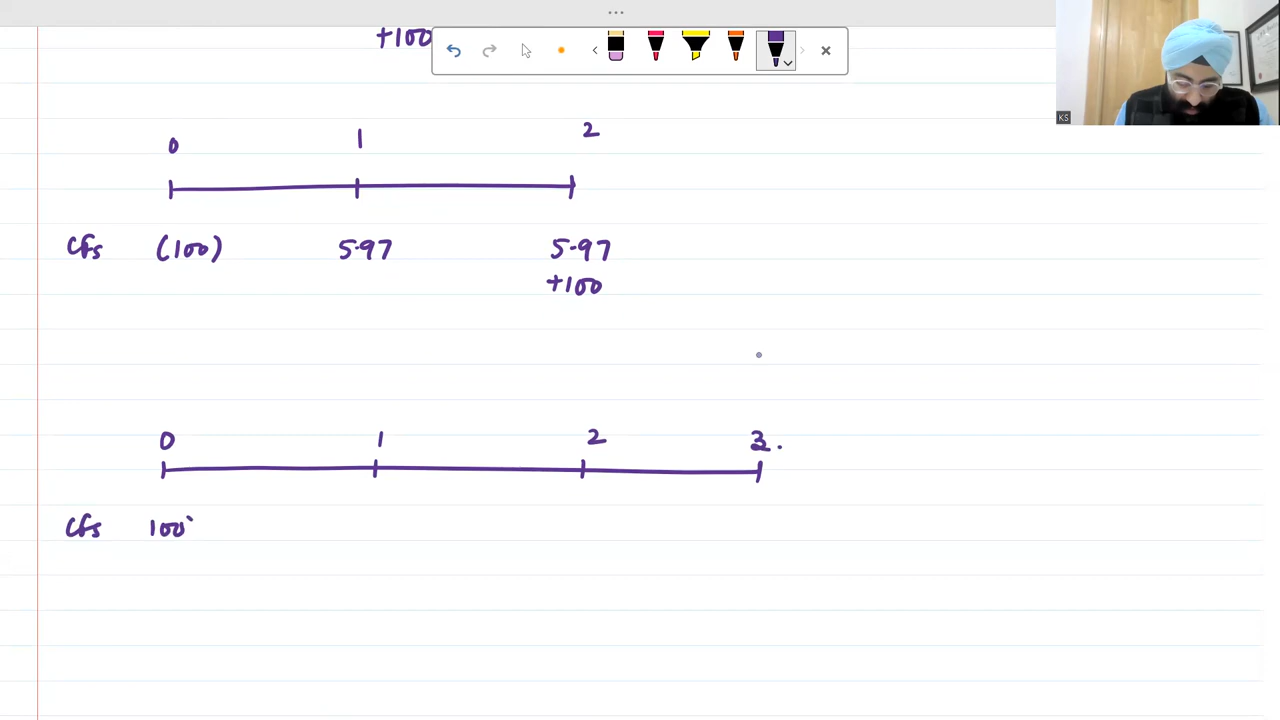 +100
KS
0 1 2
Cfs (100) 5.97 5.97
+100
0 1 2 3.
Cfs 100